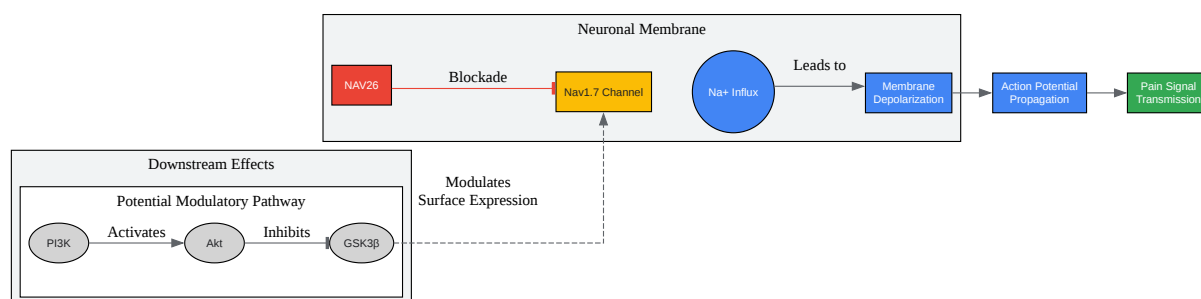 Neuronal Membrane
NAV26
Blockade
Nav1.7 Channel
Na+ Influx
Leads to
Membrane
Depolarization
Action Potential
Propagation
Pain Signal
Transmission
Downstream Effects
Potential Modulatory Pathway
PI3K
Activates
Akt
Inhibits
GSK3β
Modulates
Surface Expression